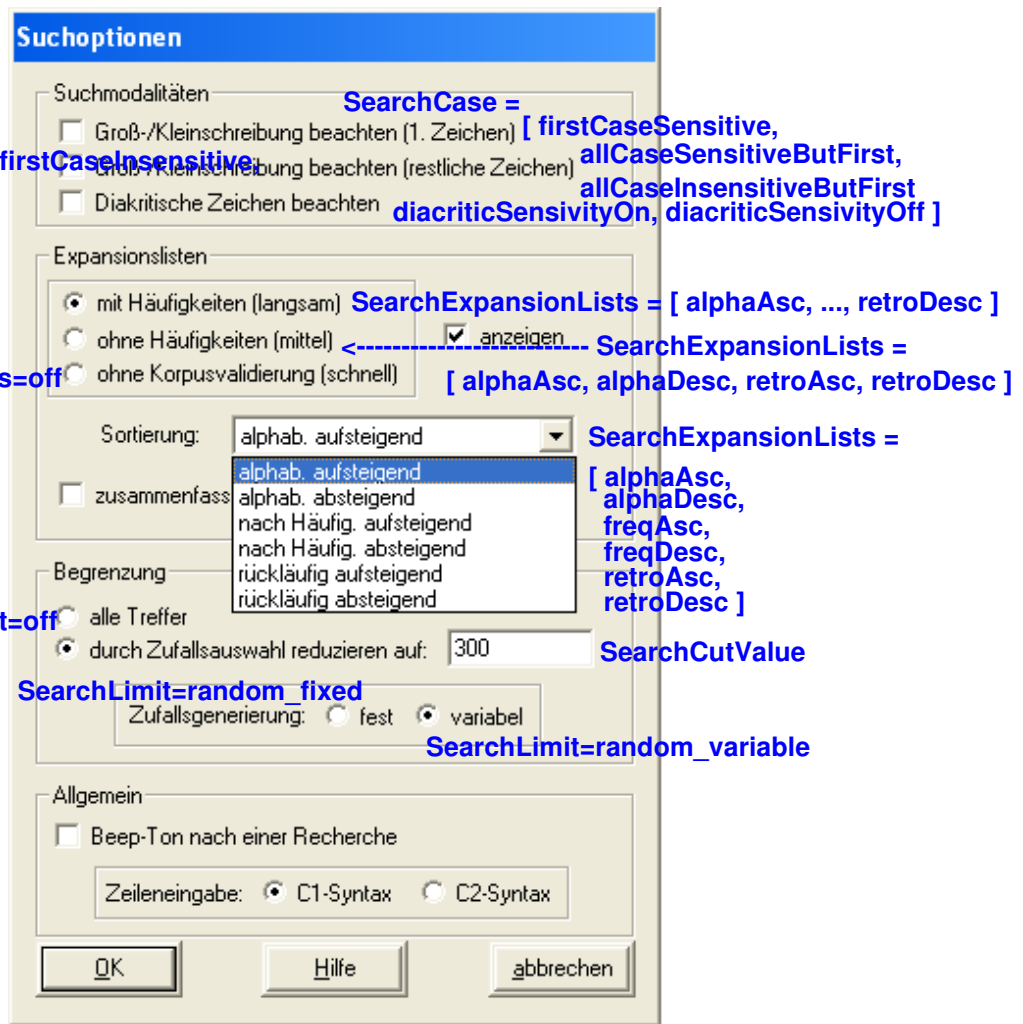 Suchoptionen
Suchmodalitäten
SearchCase =
Groß-/Kleinschreibung beachten (1. Zeichen) [ firstCaseSensitive,
firstCaseInsensitive,
Groß-/Kleinschreibung beachten (restliche Zeichen) allCaseSensitiveButFirst,
allCaseInsensitiveButFirst
Diakritische Zeichen beachten diacriticSensivityOn, diacriticSensivityOff ]
Expansionslisten
mit Häufigkeiten (langsam) SearchExpansionLists = [ alphaAsc, ..., retroDesc ]
ohne Häufigkeiten (mittel) <-------------------------- SearchExpansionLists =
anzeigen
s=off ohne Korpusvalidierung (schnell) [ alphaAsc, alphaDesc, retroAsc, retroDesc ]
Sortierung: alphab. aufsteigend SearchExpansionLists =
alphab. aufsteigend [ alphaAsc,
zusammenfass alphab. absteigend alphaDesc,
nach Häufig. aufsteigend freqAsc,
nach Häufig. absteigend freqDesc,
Begrenzung rückläufig aufsteigend retroAsc,
rückläufig absteigend retroDesc ]
t=off alle Treffer
durch Zufallsauswahl reduzieren auf: 300 SearchCutValue
SearchLimit=random_fixed
Zufallsgenerierung: fest variabel
SearchLimit=random_variable
Allgemein
Beep-Ton nach einer Recherche
Zeileneingabe: C1-Syntax C2-Syntax
OK Hilfe abbrechen